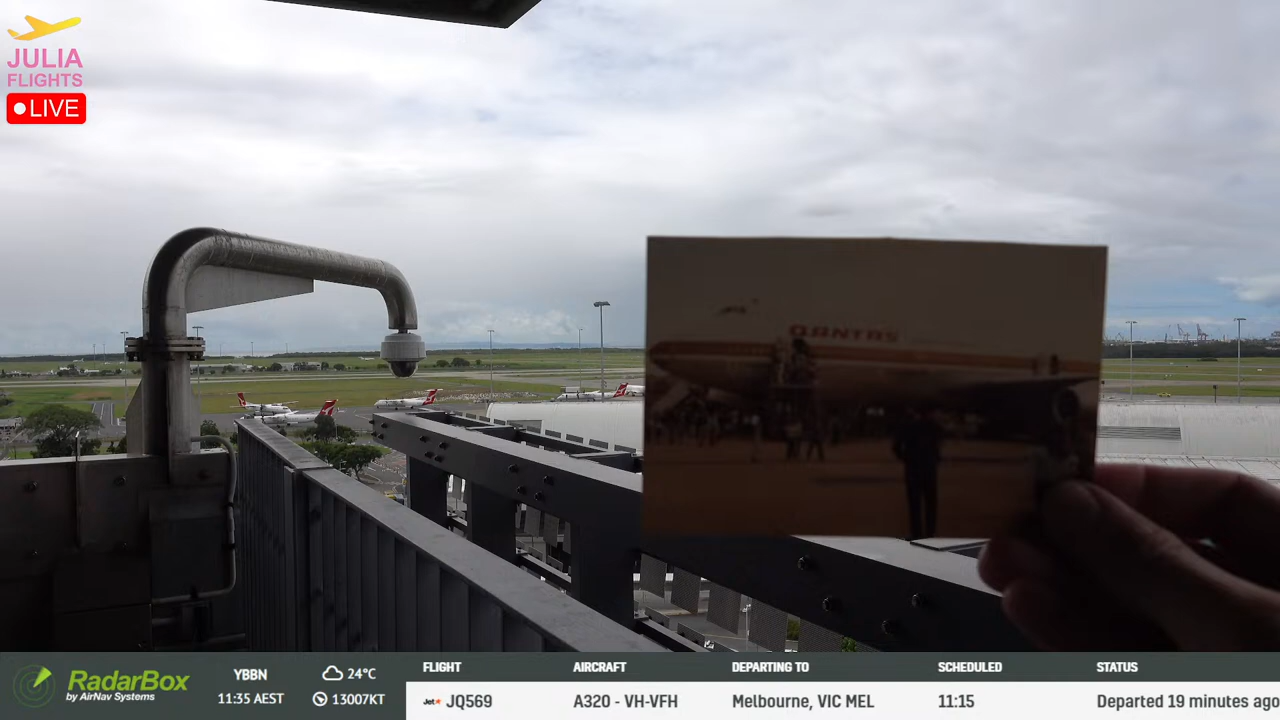 JULIA
FLIGHTS
LIVE
QANTAS
RadarBox
by AirNav Systems
YBBN
11:35 AEST
24°C
13007KT
FLIGHT
AIRCRAFT
DEPARTING TO
SCHEDULED
STATUS
Jet★
JQ569
A320 - VH-VFH
Melbourne, VIC MEL
11:15
Departed 19 minutes ago